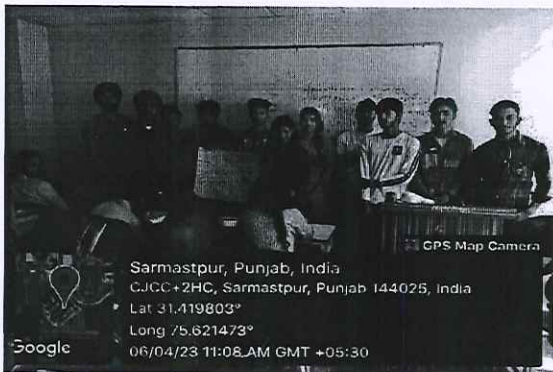 GPS Map Camera
Sarmastpur, Punjab, India
CJCC+2HC, Sarmastpur, Punjab 144025, India
Lat 31.419803°
Long 75.621473°
06/04/23 11:08 AM GMT +05:30
Google